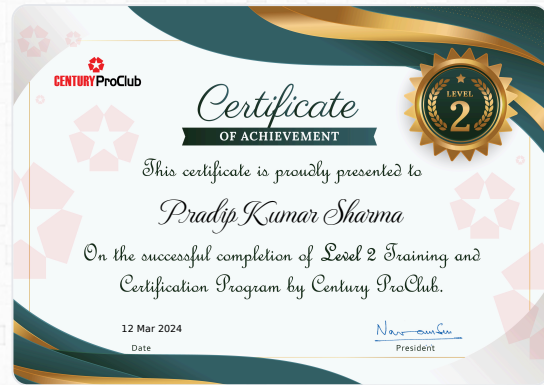 CENTURY ProClub
LEVEL
2
Certificate
OF ACHIEVEMENT
This certificate is proudly presented to
Pradip Kumar Sharma
On the successful completion of Level 2 Training and
Certification Program by Century ProClub.
12 Mar 2024
Date
President